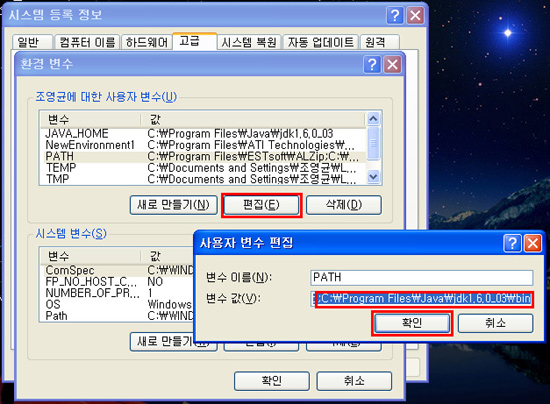 시스템 등록 정보
일반 컴퓨터 이름 하드웨어 고급 시스템 복원 자동 업데이트 원격
환경 변수
조영균에 대한 사용자 변수(U)
변수 값
JAVA_HOME C:₩Program Files₩Java₩jdk1,6,0_03
NewEnvironment1 C:₩Program Files₩ATI Technologies₩...
PATH C:₩Program Files₩ESTsoft₩ALZip;C:₩...
TEMP C:₩Documents and Settings₩조영균₩L...
TMP C:₩Documents and Settings₩조영균₩L...
새로 만들기(N) 편집(E) 삭제(D)
시스템 변수(S)
변수 값
ComSpec C:₩WIND
FP_NO_HOST_C... NO
NUMBER_OF_PR... 1
OS Windows
Path C:₩WIND
새로 만들기(W)
확인 취소
사용자 변수 편집
변수 이름(N): PATH
변수 값(V): ;C:₩Program Files₩Java₩jdk1,6,0_03₩bin
확인 취소